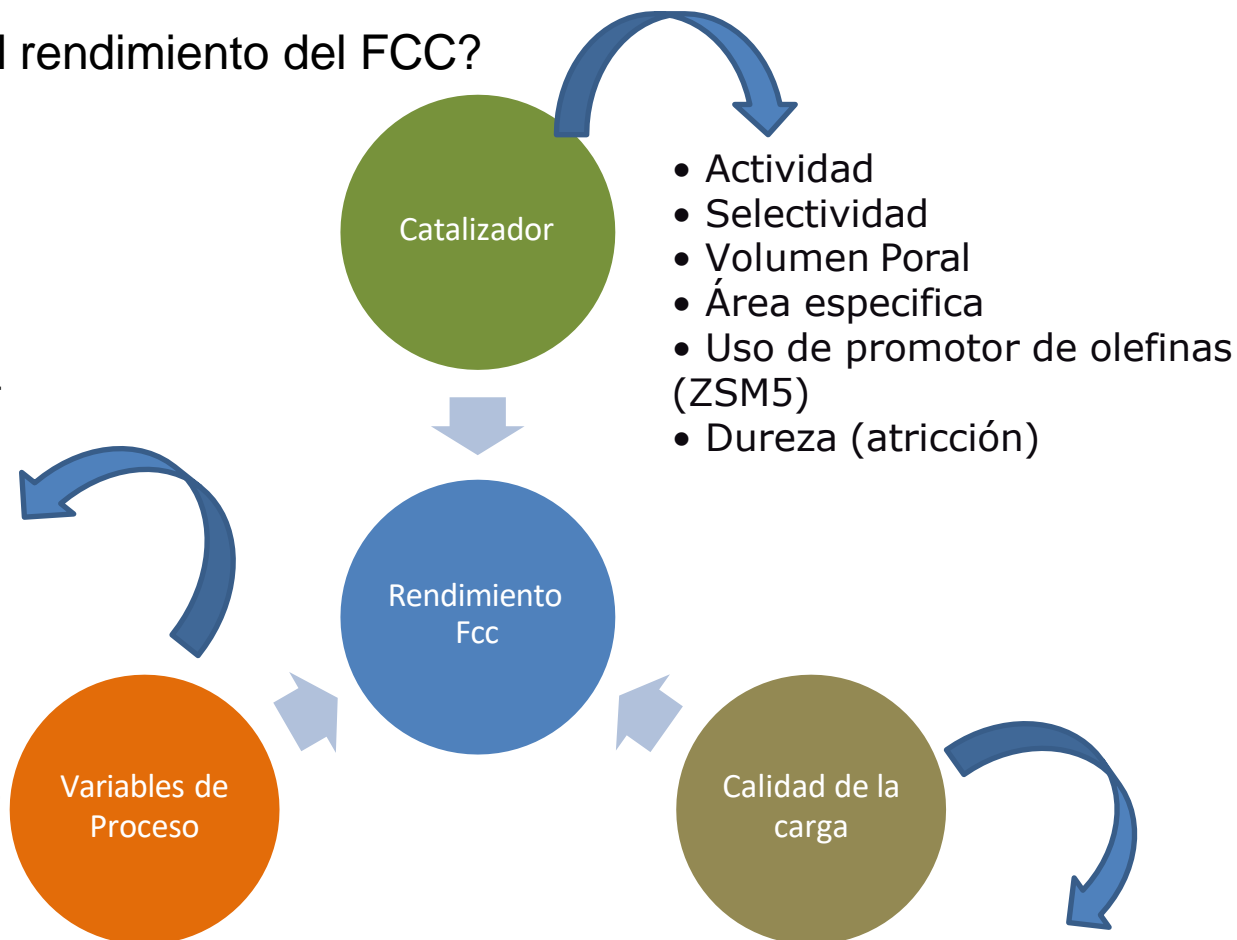 l rendimiento del FCC?
Catalizador
• Actividad
• Selectividad
• Volumen Poral
• Área especifica
• Uso de promotor de olefinas
(ZSM5)
• Dureza (atricción)
Rendimiento
Fcc
Variables de
Proceso
Calidad de la
carga